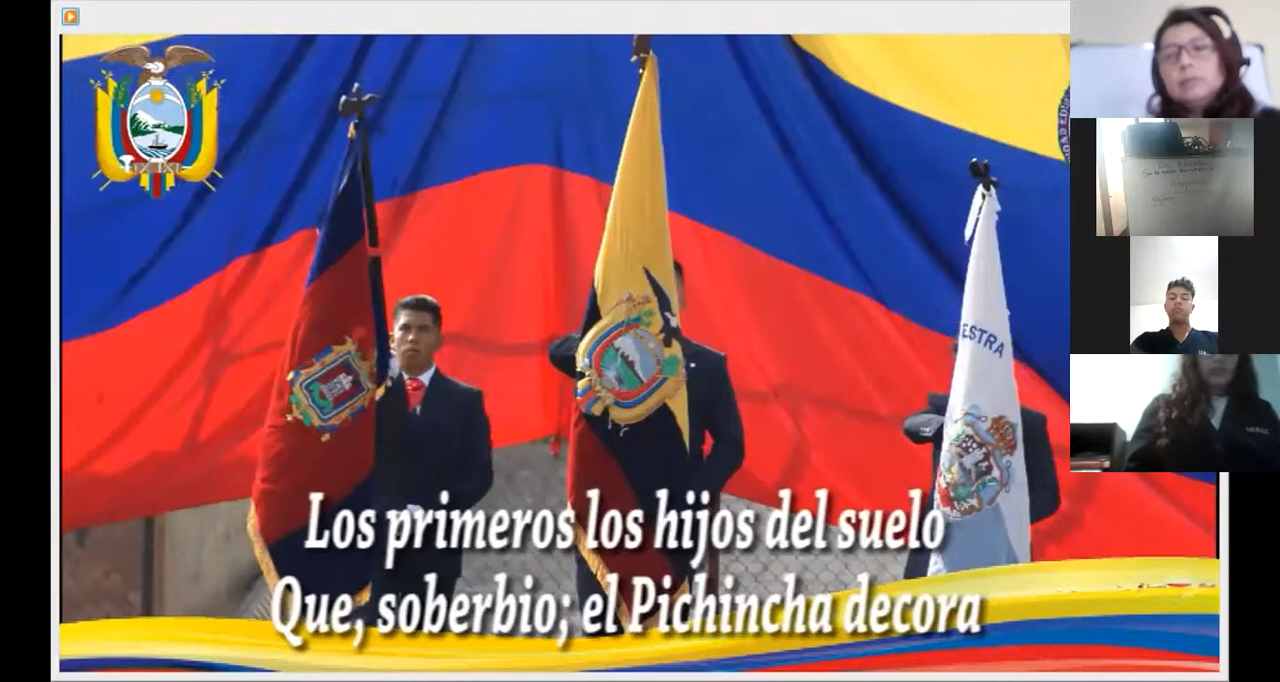 ESTRA
Los primeros los hijos del suelo
Que, soberbio; el Pichincha decora